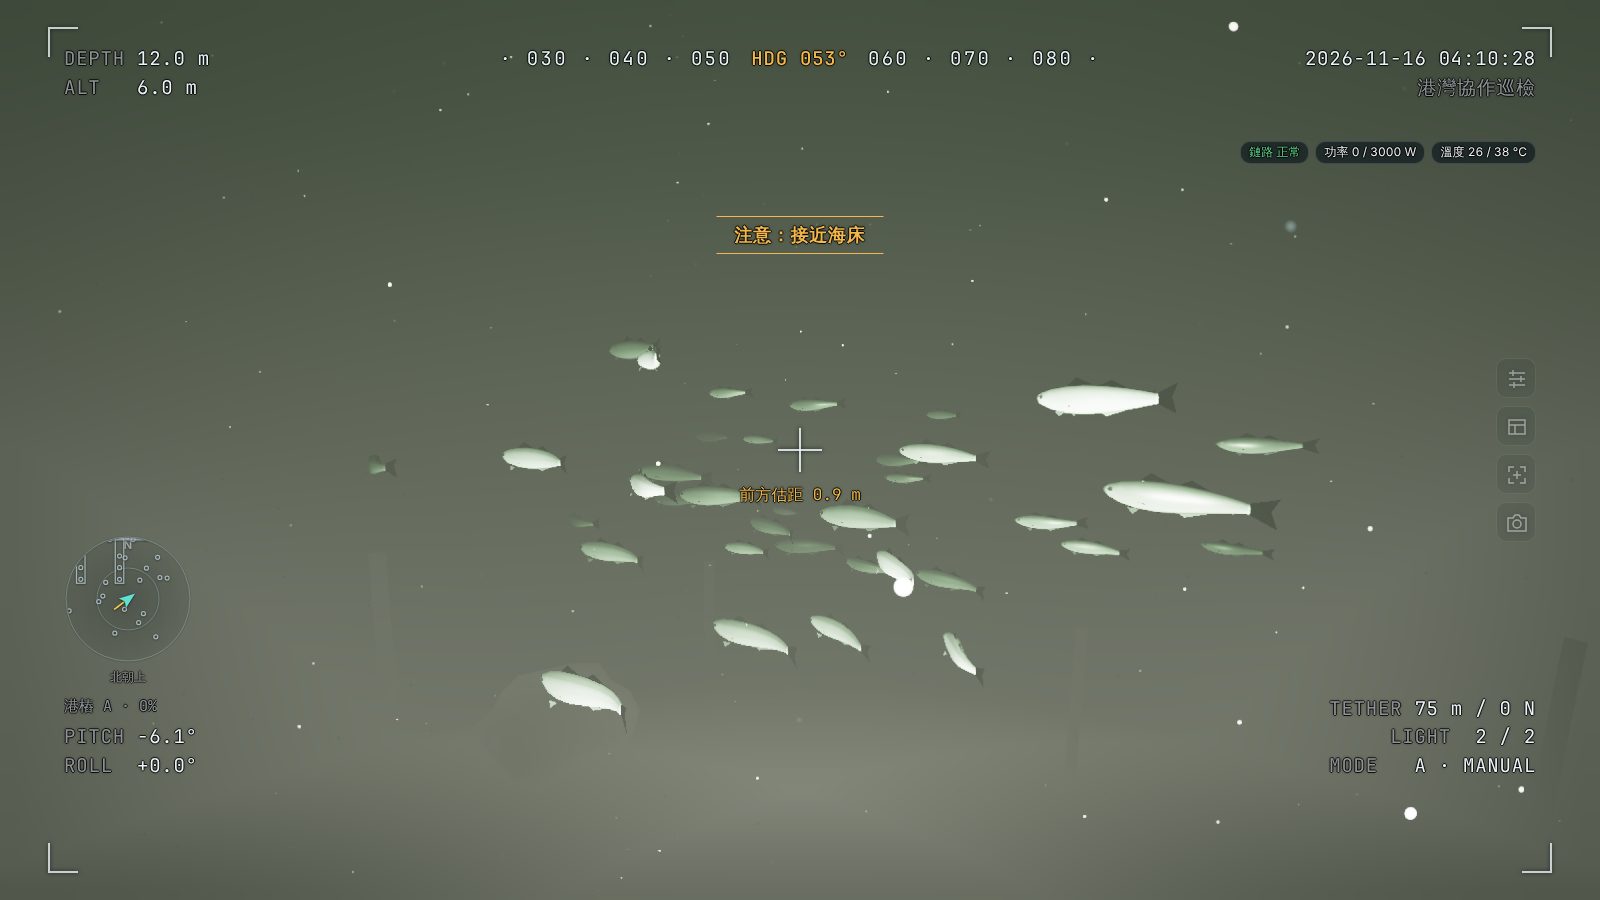 DEPTH 12.0 m
ALT 6.0 m
· 030 · 040 · 050 HDG 053° 060 · 070 · 080 ·
2026-11-16 04:10:28
港灣協作巡檢
鏈路 正常 功率 0 / 3000 W 溫度 26 / 38 °C
注意：接近海床
前方估距 0.9 m
N
北朝上
港樁 A · 0%
PITCH -6.1°
ROLL +0.0°
TETHER 75 m / 0 N
LIGHT 2 / 2
MODE A · MANUAL